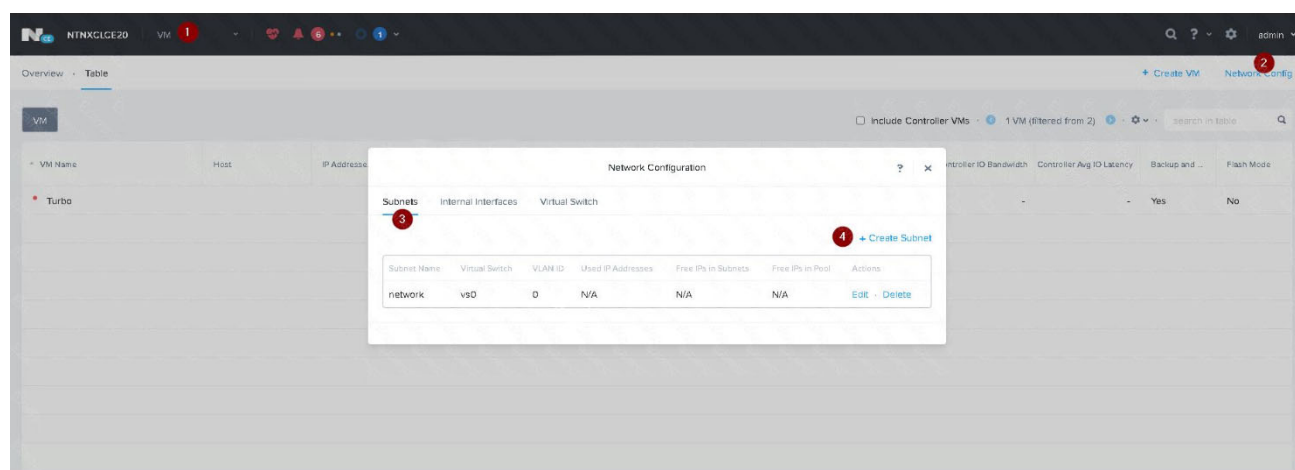 N CE NTNXCLCE20 VM 1 6 1 ? admin
Overview · Table + Create VM 2 Network Config
VM Include Controller VMs · 1 VM (filtered from 2) · search in table
VM Name Host IP Addresse Network Configuration ? × ntroller IO Bandwidth Controller Avg IO Latency Backup and ... Flash Mode
Turbo - - Yes No
Subnets Internal Interfaces Virtual Switch
3
4 + Create Subnet
Subnet Name Virtual Switch VLAN ID Used IP Addresses Free IPs in Subnets Free IPs in Pool Actions
network vs0 0 N/A N/A N/A Edit · Delete